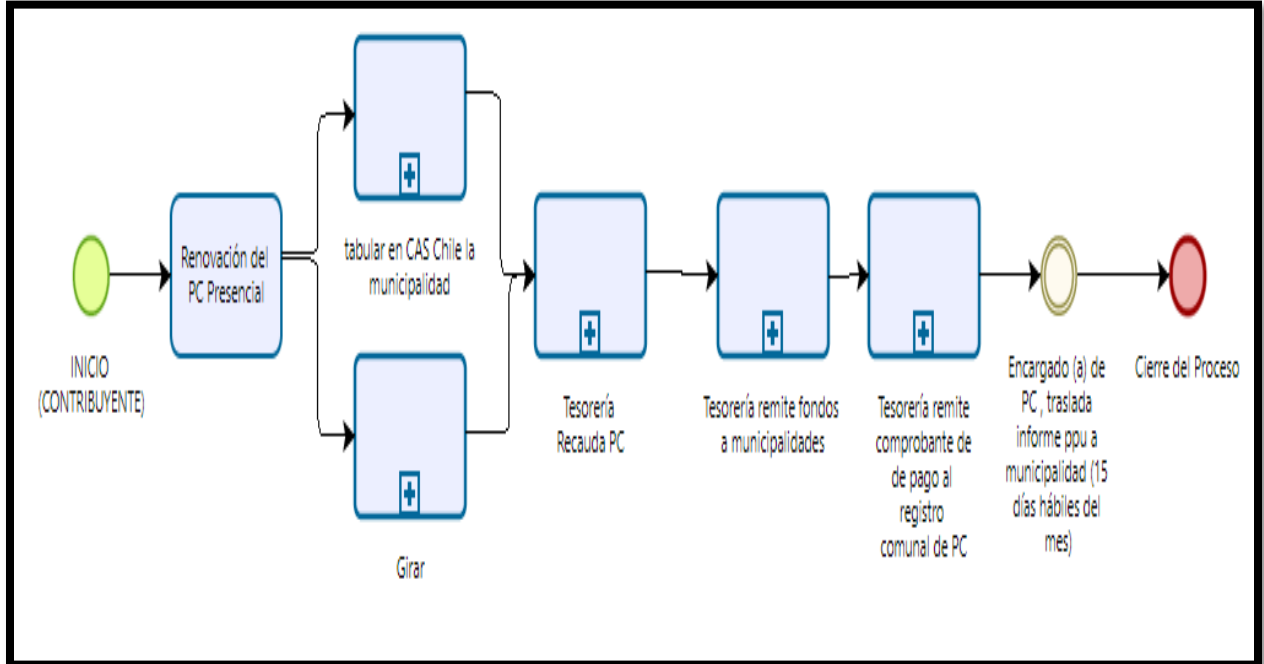 INICIO
(CONTRIBUYENTE)
Renovación del
PC Presencial
tabular en CAS Chile la
municipalidad
Girar
Tesorería
Recauda PC
Tesorería remite fondos
a municipalidades
Tesorería remite
comprobante de
de pago al
registro
comunal de PC
Encargado (a) de
PC , traslada
informe ppu a
municipalidad (15
días hábiles del
mes)
Cierre del Proceso